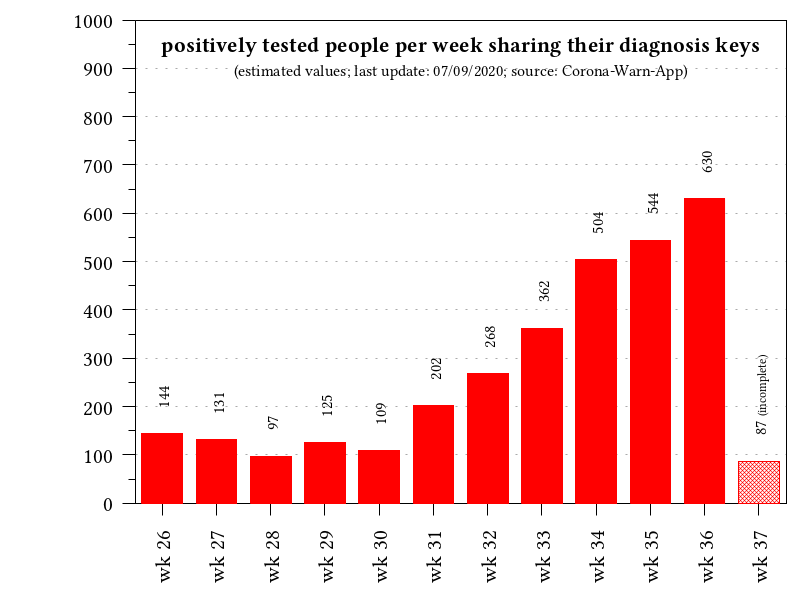 positively tested people per week sharing their diagnosis keys
(estimated values; last update: 07/09/2020; source: Corona-Warn-App)
1000
900
800
700
600
500
400
300
200
100
0
144
131
97
125
109
202
268
362
504
544
630
87 (incomplete)
wk 26
wk 27
wk 28
wk 29
wk 30
wk 31
wk 32
wk 33
wk 34
wk 35
wk 36
wk 37